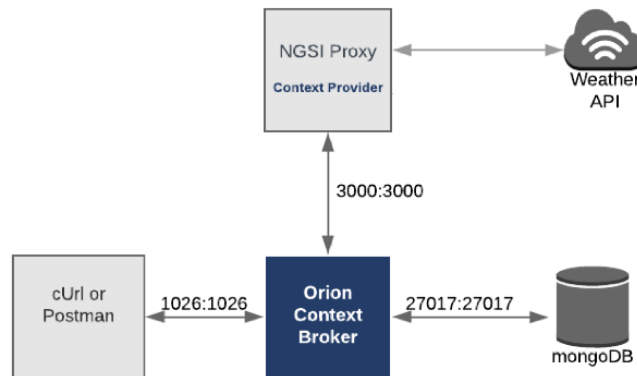 NGSI Proxy
Context Provider
Weather
API
3000:3000
cUrl or
Postman
1026:1026
Orion
Context
Broker
27017:27017
mongoDB